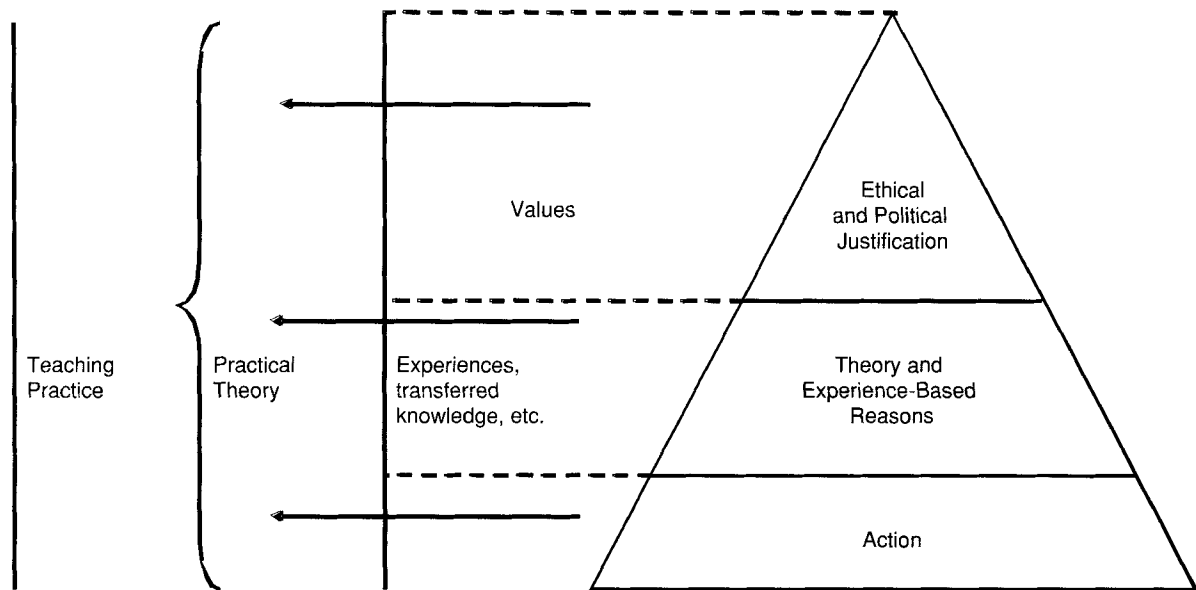 Teaching
Practice
Practical
Theory
Values
Experiences,
transferred
knowledge, etc.
Ethical
and Political
Justification
Theory and
Experience-Based
Reasons
Action